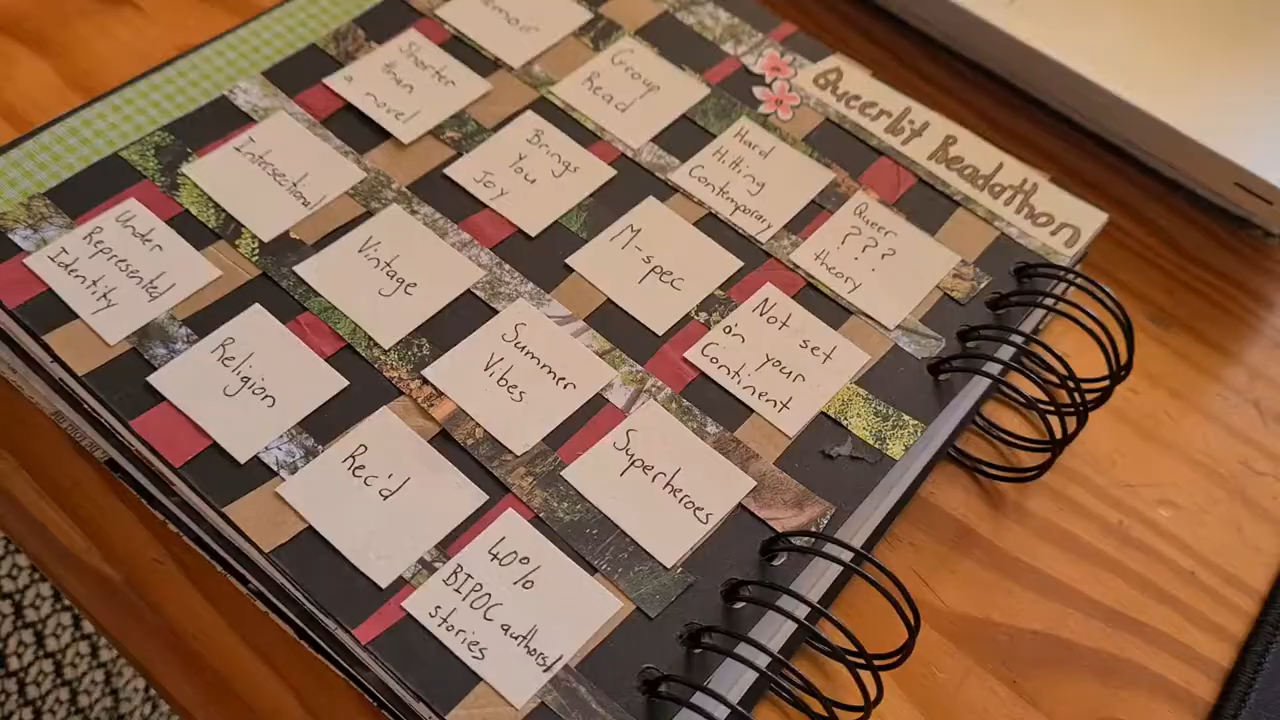 Queerlit Readathon
Shorter
than
a novel
Group
Read
Intersectional
Brings
You
Joy
Hard
Hitting
Contemporary
Under
Represented
Identity
Vintage
M-spec
Queer
???
theory
Religion
Summer
Vibes
Not set
on your
Continent
Rec'd
Superheroes
40%
BIPOC authors/
stories